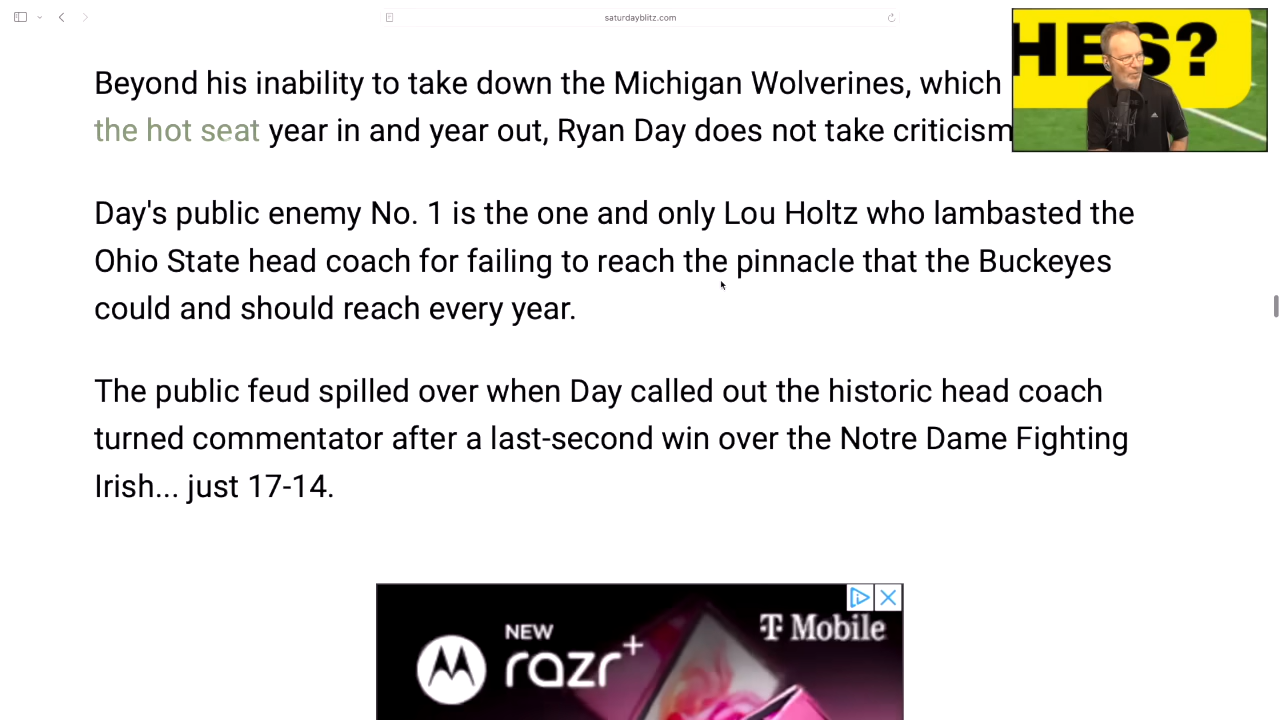 saturdayblitz.com
HES?
Beyond his inability to take down the Michigan Wolverines, which
the hot seat year in and year out, Ryan Day does not take criticism
Day's public enemy No. 1 is the one and only Lou Holtz who lambasted the
Ohio State head coach for failing to reach the pinnacle that the Buckeyes
could and should reach every year.
The public feud spilled over when Day called out the historic head coach
turned commentator after a last-second win over the Notre Dame Fighting
Irish... just 17-14.
NEW
razr+
T Mobile